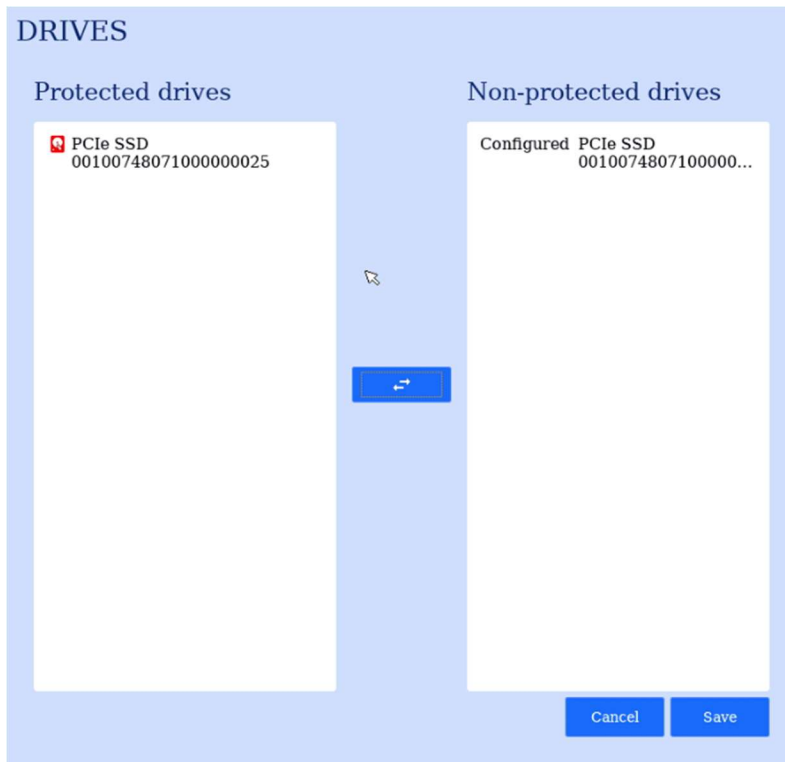 DRIVES
Protected drives
PCIe SSD
00100748071000000025
Non-protected drives
Configured PCIe SSD
0010074807100000...
Cancel
Save